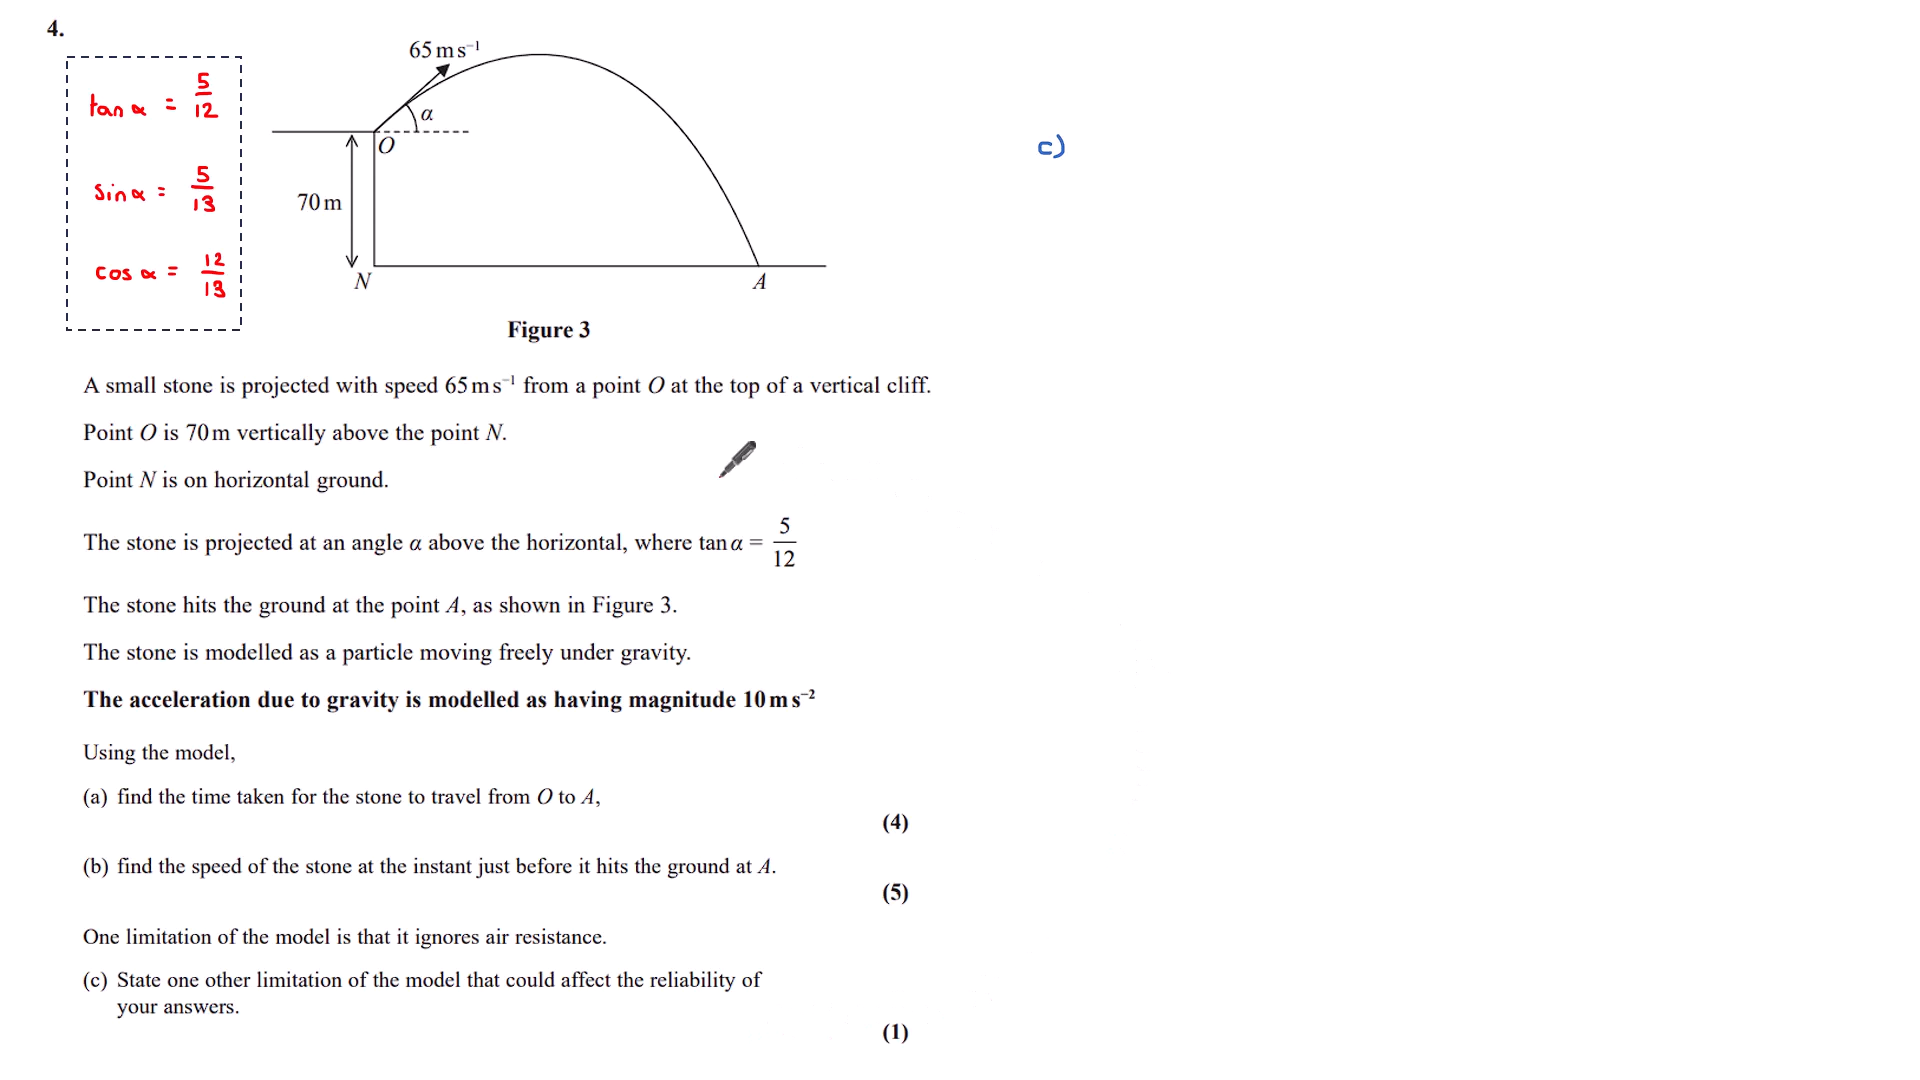 4.
tan α = 5/12
sin α = 5/13
cos α = 12/13
65 m s⁻¹
α
O
70 m
N
A
Figure 3
c)
A small stone is projected with speed 65 m s⁻¹ from a point O at the top of a vertical cliff.
Point O is 70 m vertically above the point N.
Point N is on horizontal ground.
The stone is projected at an angle α above the horizontal, where tan α = 5/12
The stone hits the ground at the point A, as shown in Figure 3.
The stone is modelled as a particle moving freely under gravity.
The acceleration due to gravity is modelled as having magnitude 10 m s⁻²
Using the model,
(a) find the time taken for the stone to travel from O to A,
(4)
(b) find the speed of the stone at the instant just before it hits the ground at A.
(5)
One limitation of the model is that it ignores air resistance.
(c) State one other limitation of the model that could affect the reliability of
your answers.
(1)